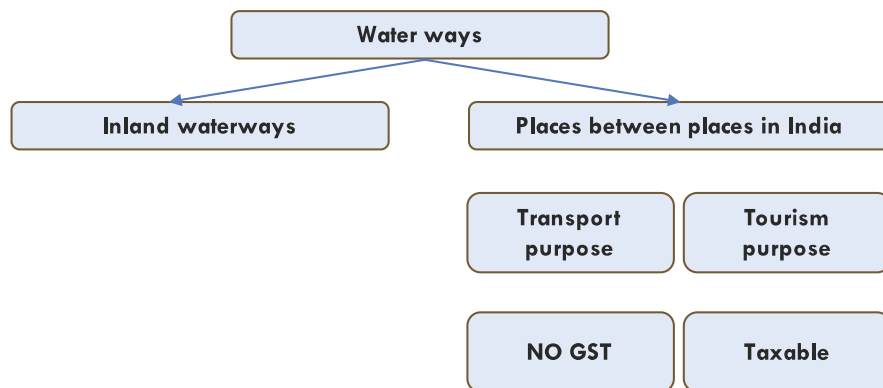 Water ways
Inland waterways
Places between places in India
Transport
purpose
Tourism
purpose
NO GST
Taxable